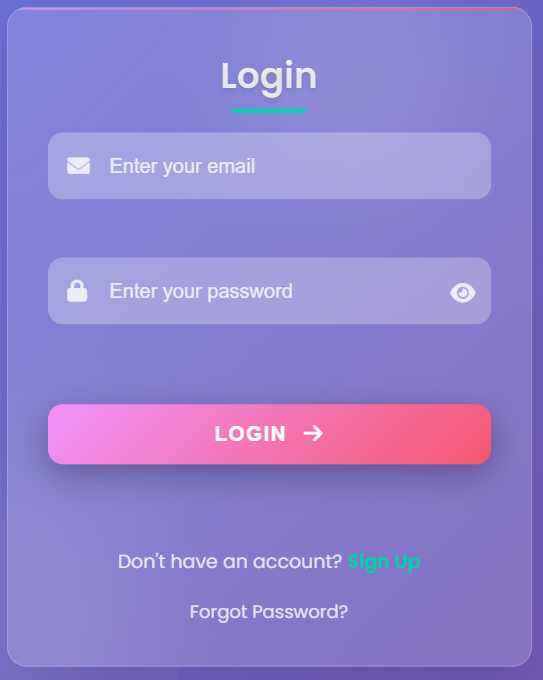 Login
Enter your email
Enter your password
LOGIN
Don't have an account? Sign Up
Forgot Password?